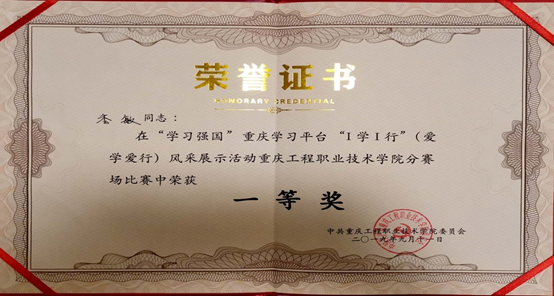 荣誉证书
HONORARY CREDENTIAL
李敏同志：
在“学习强国”重庆学习平台“I学I行”（爱
学爱行）风采展示活动重庆工程职业技术学院分赛
场比赛中荣获
一等奖
中共重庆工程职业技术学院委员会
二〇一九年九月十一日